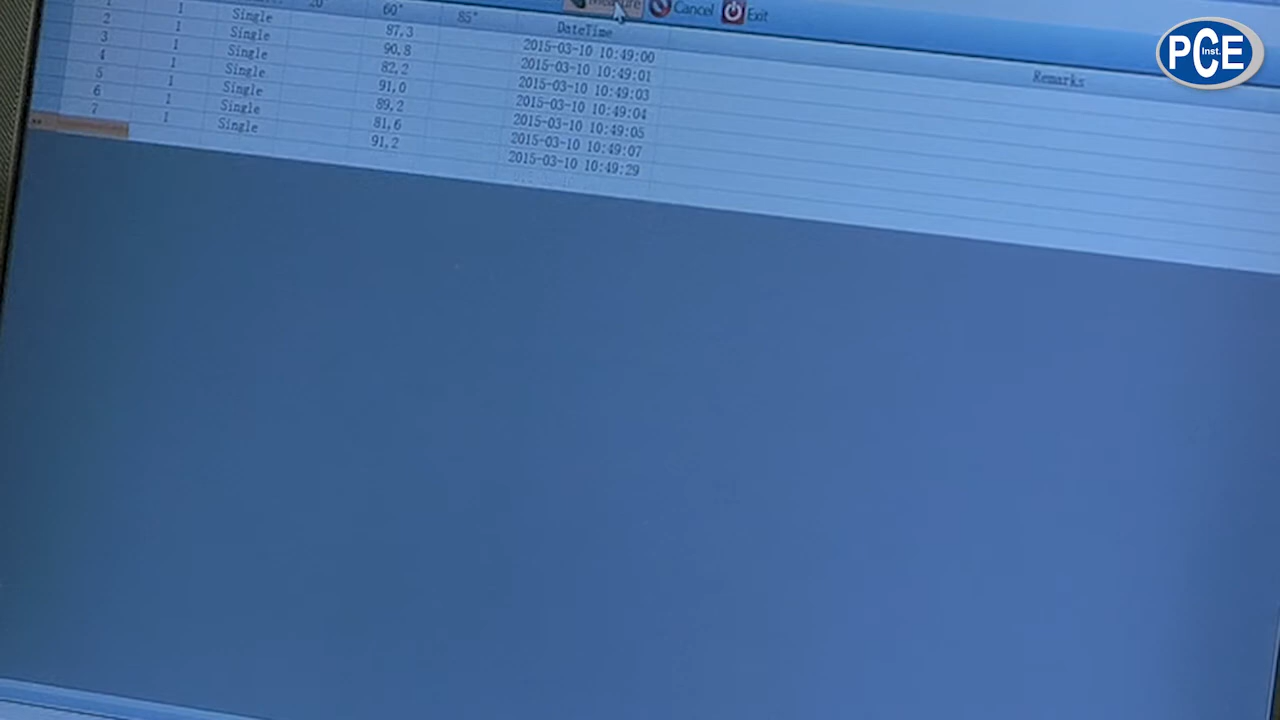 Measure Cancel Exit
20° 60° 85° DateTime Remarks
1 1 Single 97,3 2015-03-10 10:49:00
2 1 Single 90,8 2015-03-10 10:49:01
3 1 Single 82,2 2015-03-10 10:49:03
4 1 Single 91,0 2015-03-10 10:49:04
5 1 Single 89,2 2015-03-10 10:49:05
6 1 Single 81,6 2015-03-10 10:49:07
7 1 Single 91,2 2015-03-10 10:49:29
PCE
Inst.